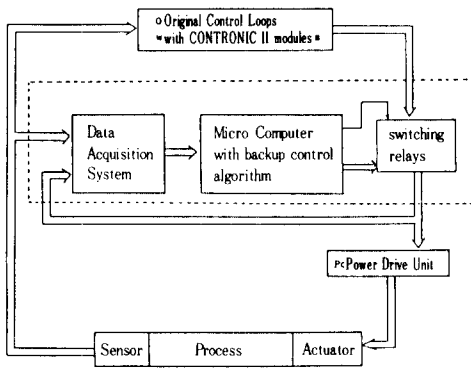 Original Control Loops
with CONTRONIC II modules
Data
Acquisition
System
Micro Computer
with backup control
algorithm
switching
relays
Power Drive Unit
Sensor
Process
Actuator